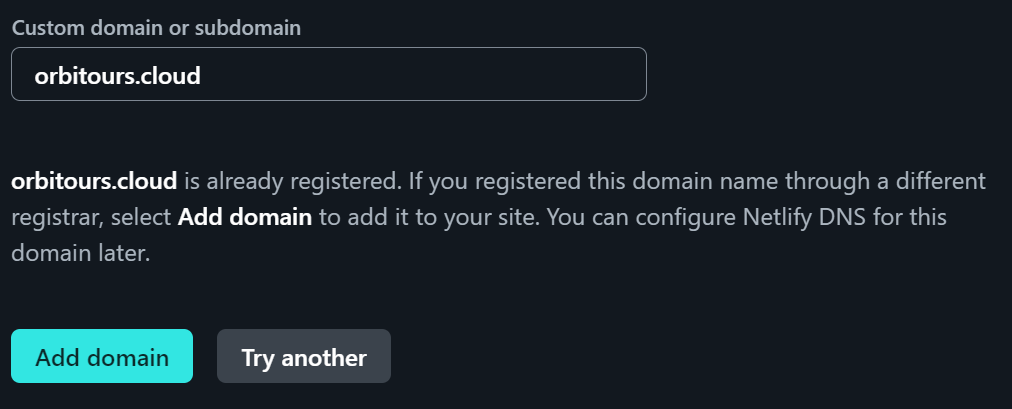 Custom domain or subdomain
orbitours.cloud
orbitours.cloud is already registered. If you registered this domain name through a different
registrar, select Add domain to add it to your site. You can configure Netlify DNS for this
domain later.
Add domain
Try another